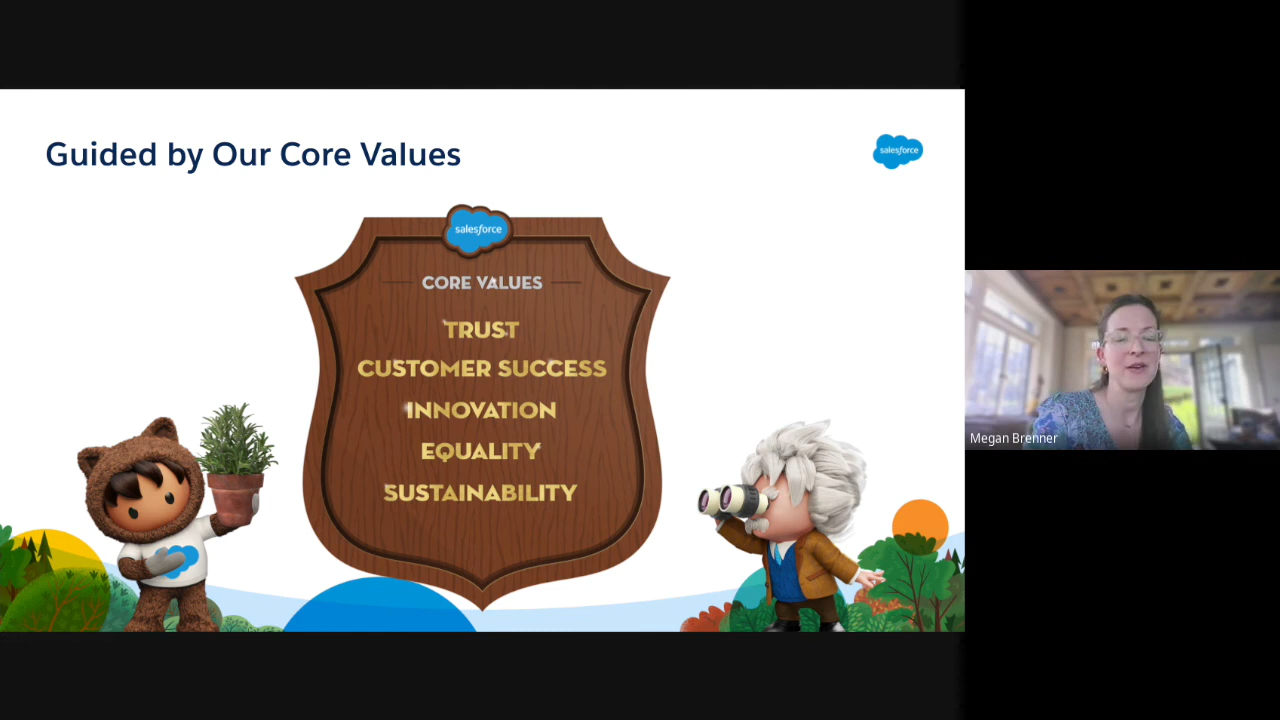 Guided by Our Core Values
salesforce
salesforce
CORE VALUES
TRUST
CUSTOMER SUCCESS
INNOVATION
EQUALITY
SUSTAINABILITY
Megan Brenner